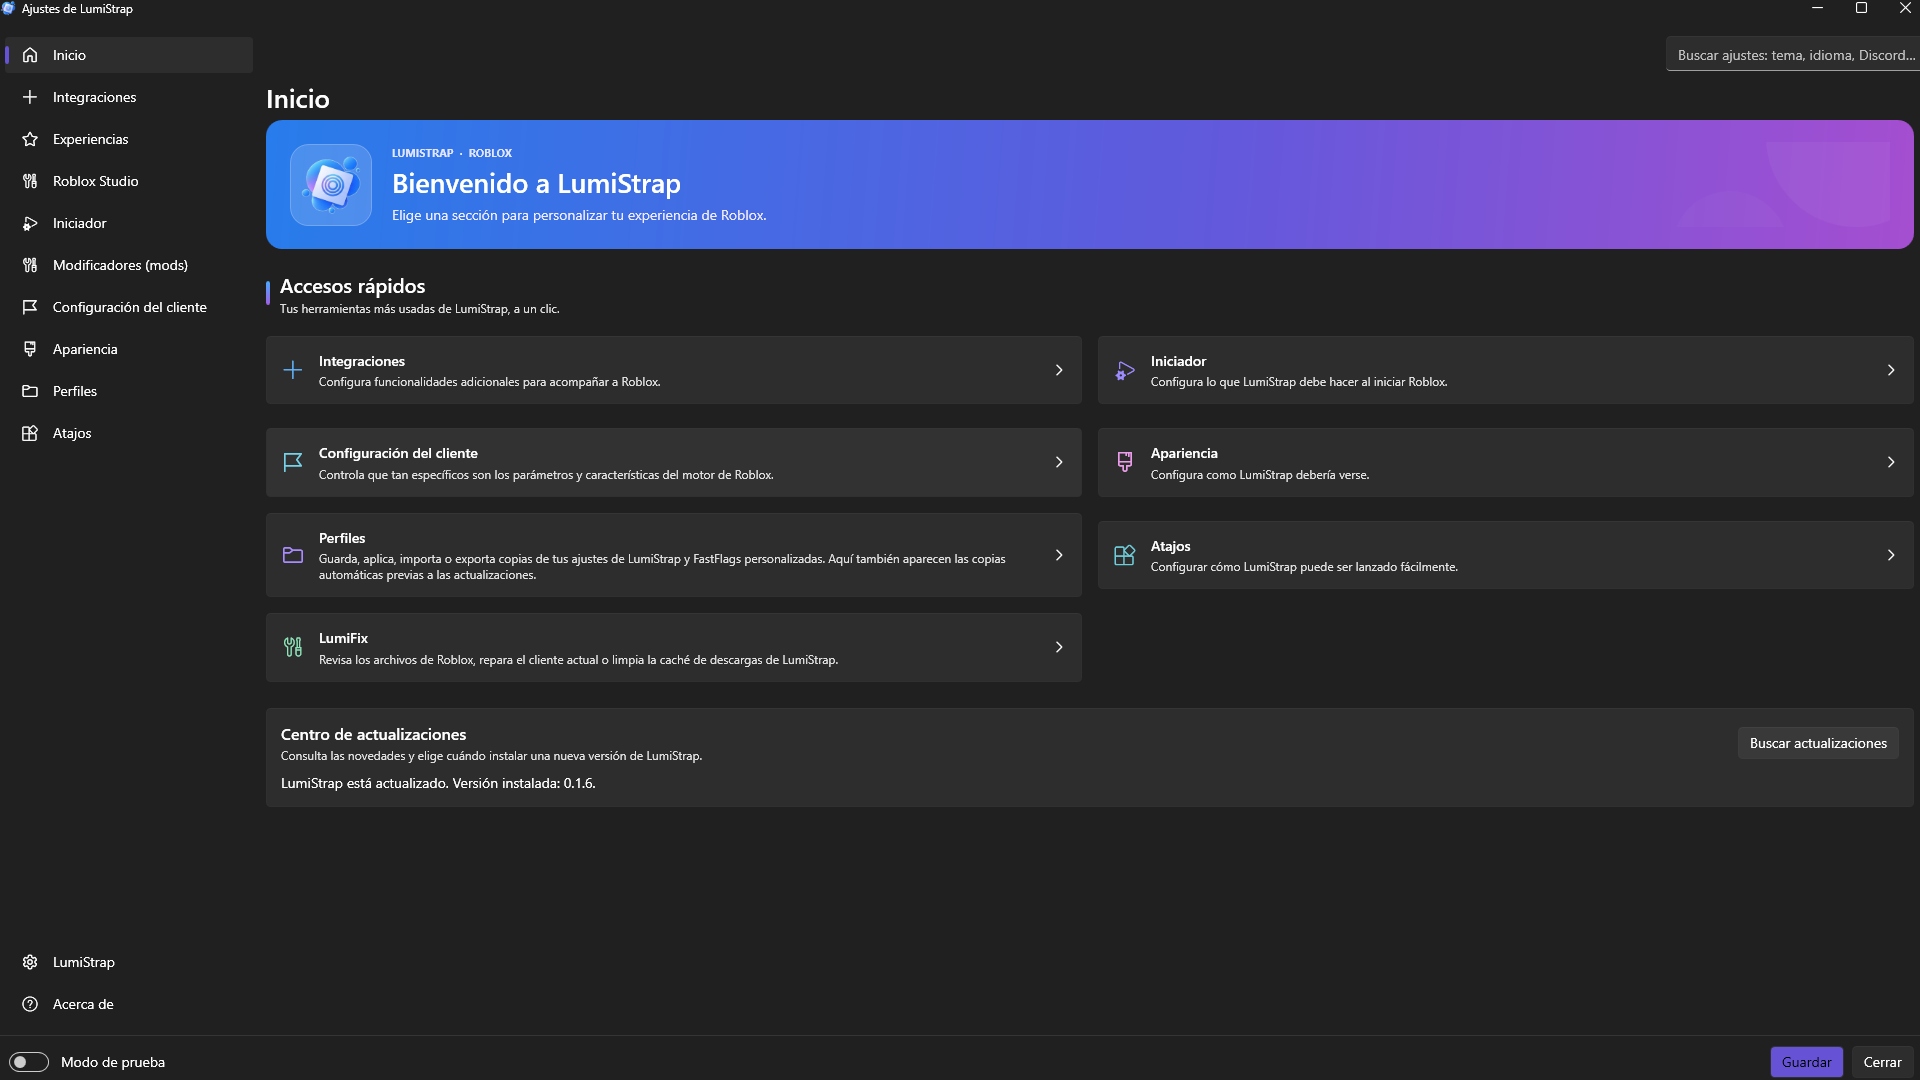 Ajustes de LumiStrap
Inicio
Integraciones
Experiencias
Roblox Studio
Iniciador
Modificadores (mods)
Configuración del cliente
Apariencia
Perfiles
Atajos
LumiStrap
Acerca de
Modo de prueba
Buscar ajustes: tema, idioma, Discord...
Inicio
LUMISTRAP · ROBLOX
Bienvenido a LumiStrap
Elige una sección para personalizar tu experiencia de Roblox.
Accesos rápidos
Tus herramientas más usadas de LumiStrap, a un clic.
Integraciones
Configura funcionalidades adicionales para acompañar a Roblox.
Iniciador
Configura lo que LumiStrap debe hacer al iniciar Roblox.
Configuración del cliente
Controla que tan específicos son los parámetros y características del motor de Roblox.
Apariencia
Configura como LumiStrap debería verse.
Perfiles
Guarda, aplica, importa o exporta copias de tus ajustes de LumiStrap y FastFlags personalizadas. Aquí también aparecen las copias
automáticas previas a las actualizaciones.
Atajos
Configurar cómo LumiStrap puede ser lanzado fácilmente.
LumiFix
Revisa los archivos de Roblox, repara el cliente actual o limpia la caché de descargas de LumiStrap.
Centro de actualizaciones
Consulta las novedades y elige cuándo instalar una nueva versión de LumiStrap.
LumiStrap está actualizado. Versión instalada: 0.1.6.
Buscar actualizaciones
Guardar
Cerrar